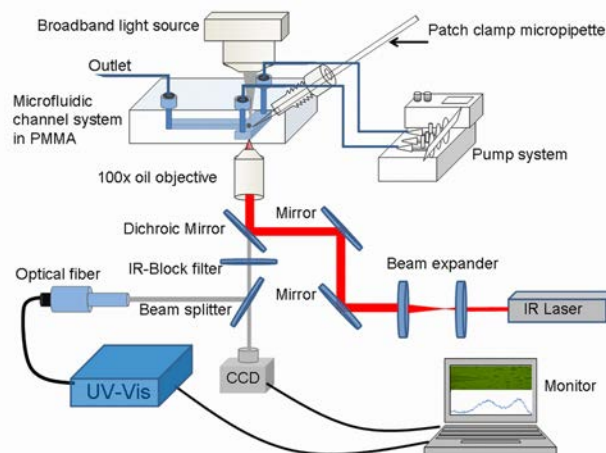 Broadband light source
Patch clamp micropipette
Outlet
Microfluidic
channel system
in PMMA
Pump system
100x oil objective
Mirror
Dichroic Mirror
IR-Block filter
Beam expander
Optical fiber
Mirror
Beam splitter
IR Laser
CCD
UV-Vis
Monitor